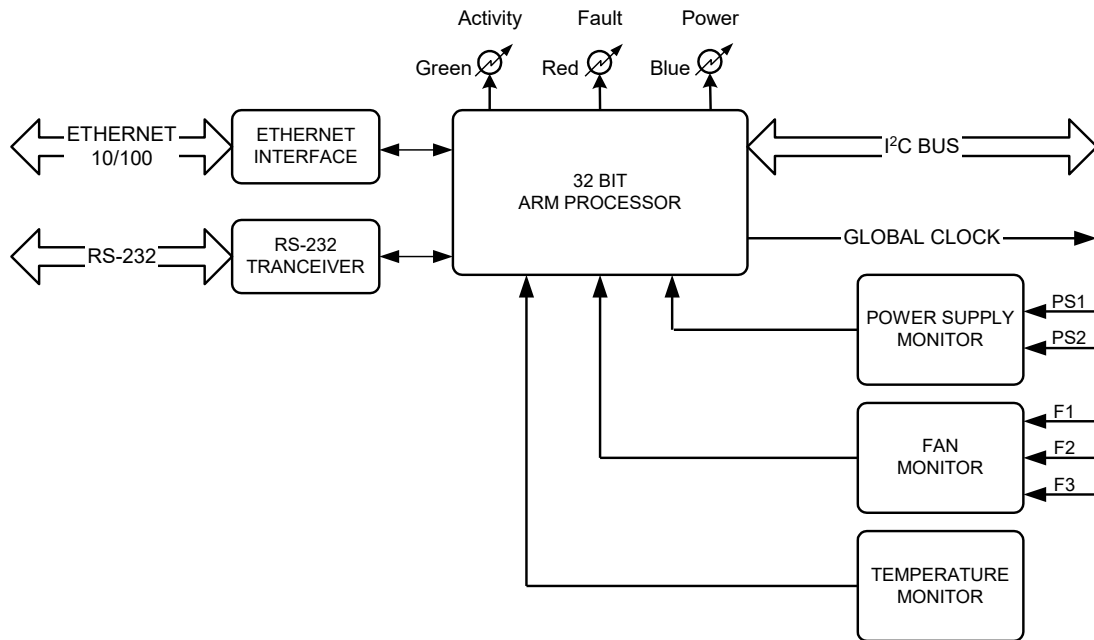 Activity
Fault
Power
Green
Red
Blue
ETHERNET
10/100
ETHERNET
INTERFACE
32 BIT
ARM PROCESSOR
I²C BUS
RS-232
RS-232
TRANCEIVER
GLOBAL CLOCK
POWER SUPPLY
MONITOR
PS1
PS2
FAN
MONITOR
F1
F2
F3
TEMPERATURE
MONITOR